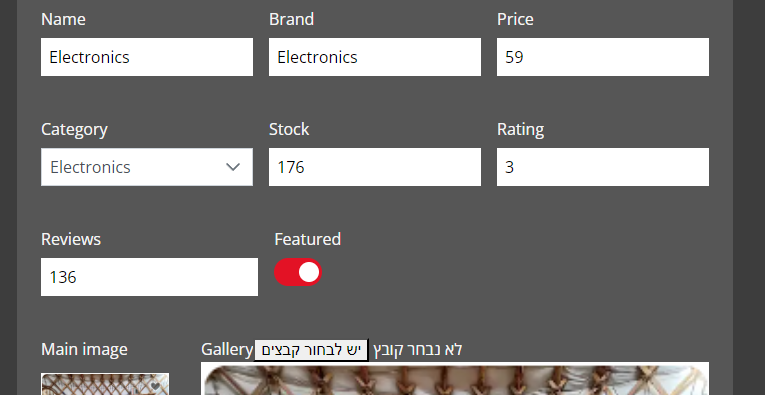 Name Brand Price
Electronics Electronics 59
Category Stock Rating
Electronics 176 3
Reviews Featured
136
Main image Gallery יש לבחור קבצים לא נבחר קובץ